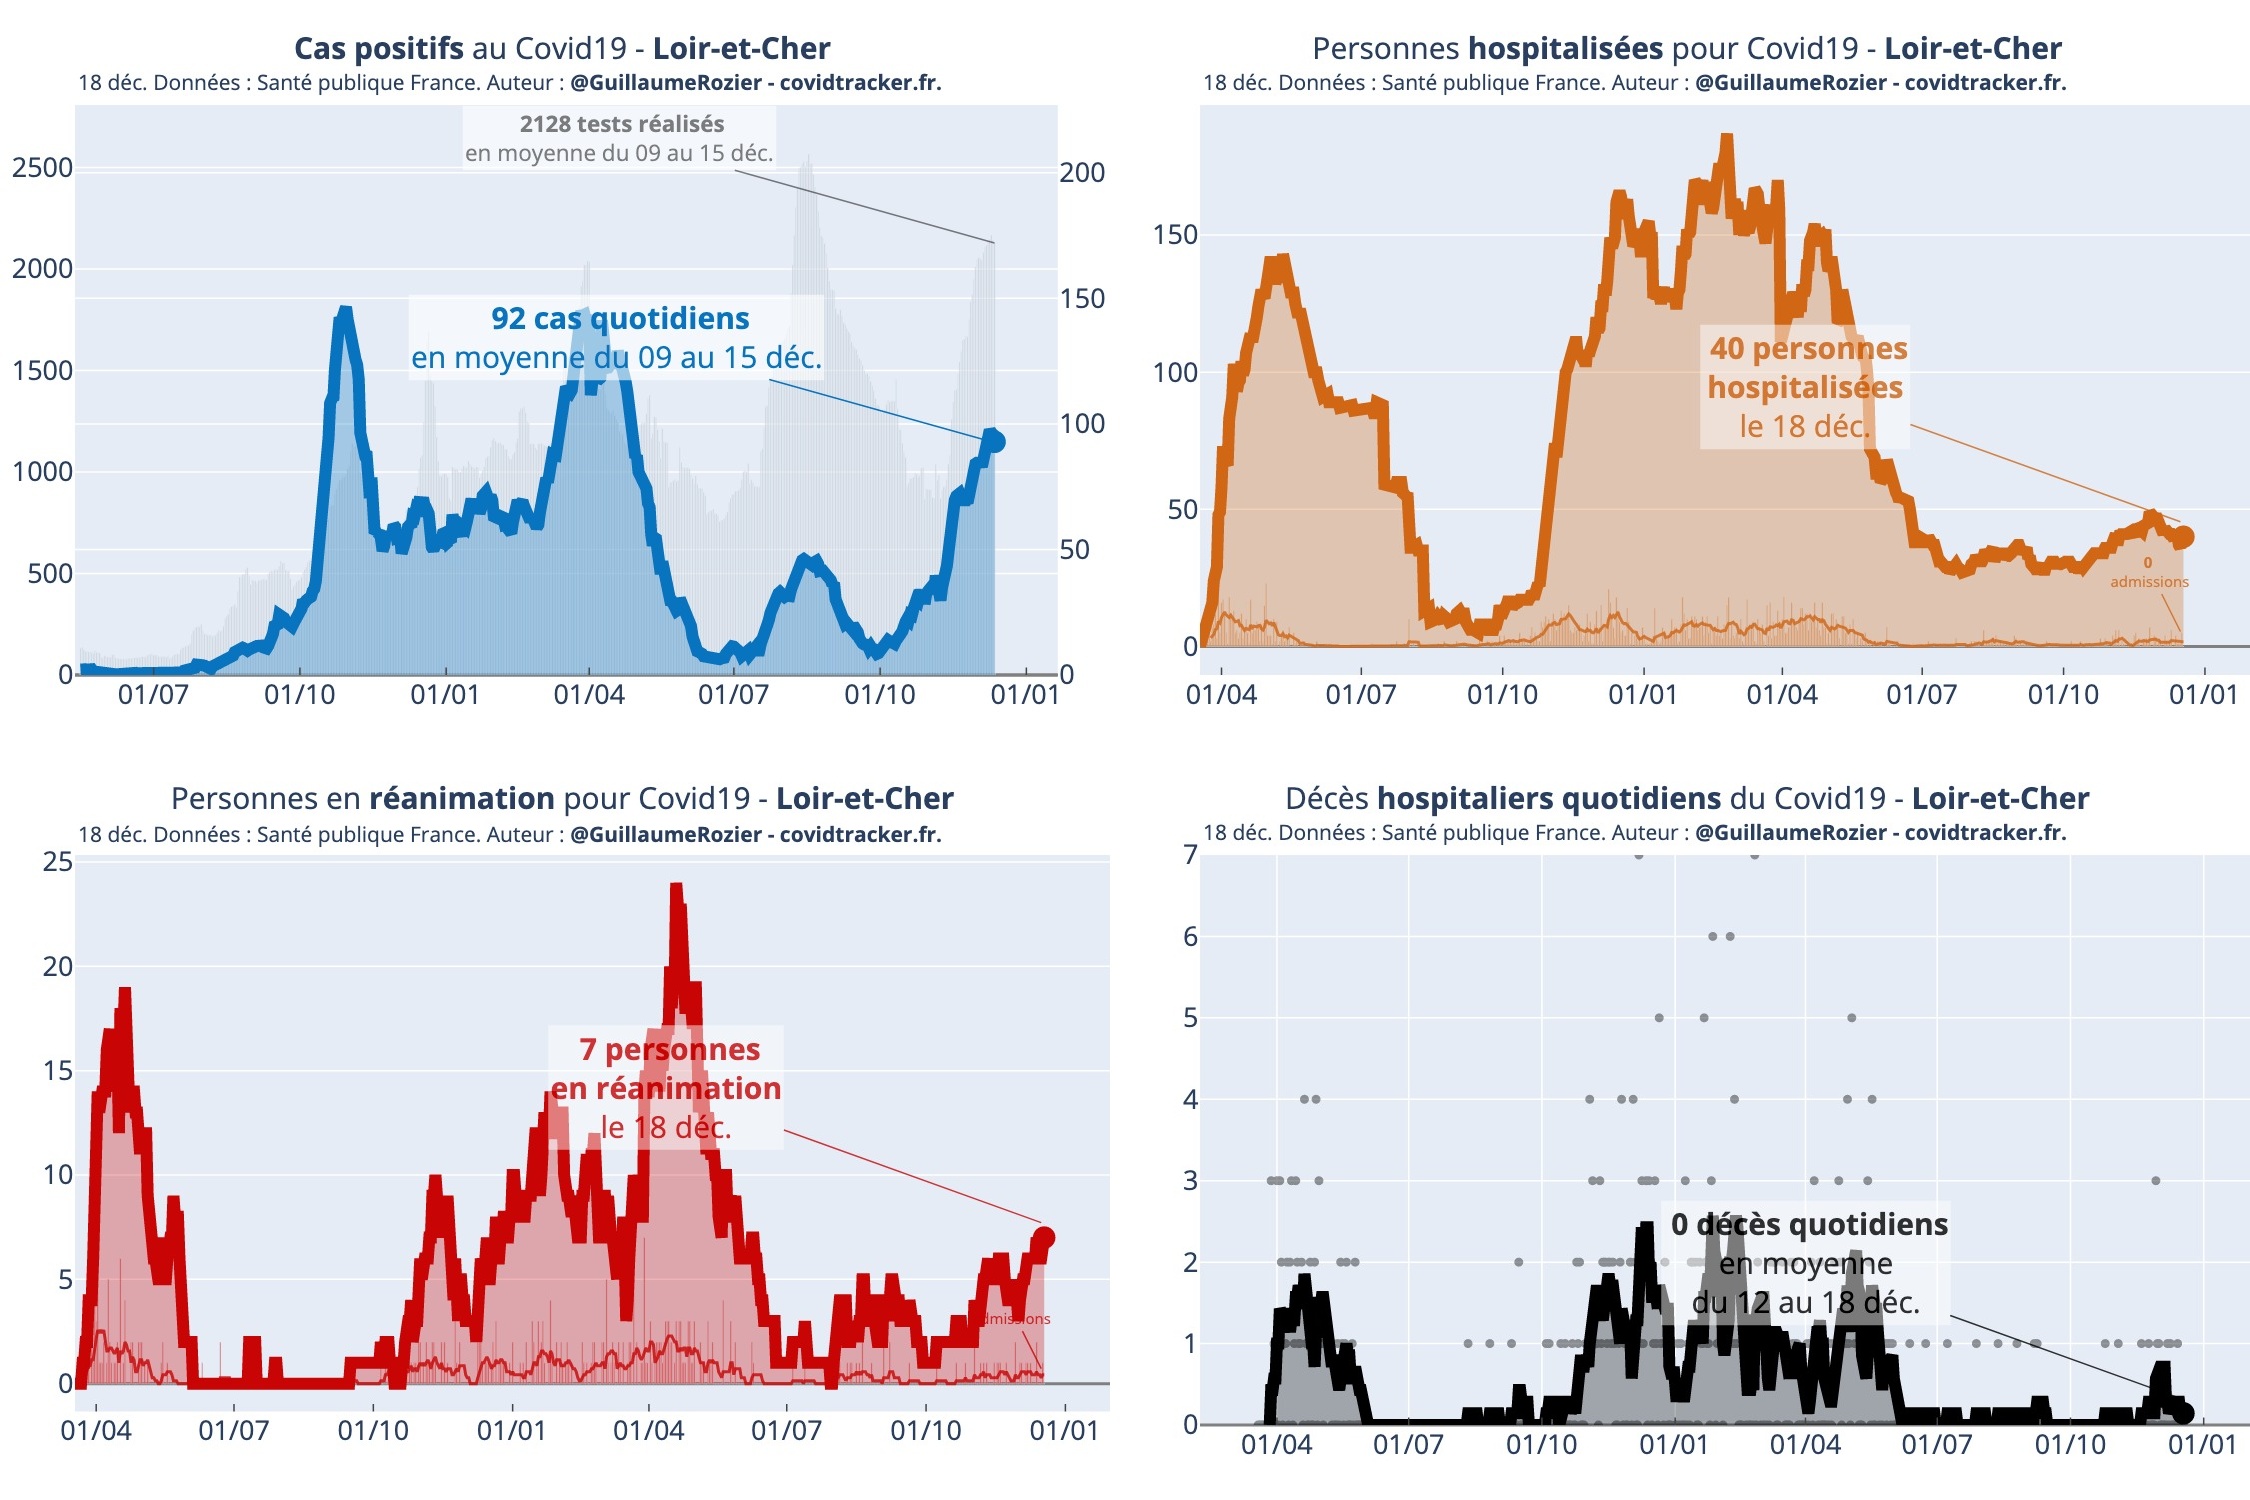 Cas positifs au Covid19 - Loir-et-Cher
18 déc. Données : Santé publique France. Auteur : @GuillaumeRozier - covidtracker.fr.
2128 tests réalisés
en moyenne du 09 au 15 déc.
92 cas quotidiens
en moyenne du 09 au 15 déc.
2500
2000
1500
1000
500
0
200
150
100
50
0
01/07 01/10 01/01 01/04 01/07 01/10 01/01
Personnes hospitalisées pour Covid19 - Loir-et-Cher
18 déc. Données : Santé publique France. Auteur : @GuillaumeRozier - covidtracker.fr.
150
100
50
0
40 personnes
hospitalisées
le 18 déc.
0
admissions
01/04 01/07 01/10 01/01 01/04 01/07 01/10 01/01
Personnes en réanimation pour Covid19 - Loir-et-Cher
18 déc. Données : Santé publique France. Auteur : @GuillaumeRozier - covidtracker.fr.
25
20
15
10
5
0
7 personnes
en réanimation
le 18 déc.
admissions
01/04 01/07 01/10 01/01 01/04 01/07 01/10 01/01
Décès hospitaliers quotidiens du Covid19 - Loir-et-Cher
18 déc. Données : Santé publique France. Auteur : @GuillaumeRozier - covidtracker.fr.
7
6
5
4
3
2
1
0
0 décès quotidiens
en moyenne
du 12 au 18 déc.
01/04 01/07 01/10 01/01 01/04 01/07 01/10 01/01